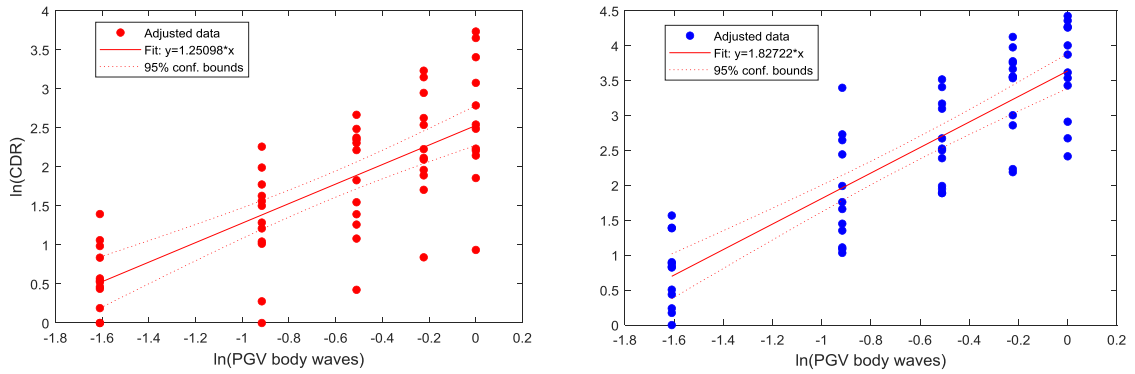 4
3.5
3
2.5
2
1.5
1
0.5
0
ln(CDR)
Adjusted data
Fit: y=1.25098*x
95% conf. bounds
-1.8 -1.6 -1.4 -1.2 -1 -0.8 -0.6 -0.4 -0.2 0 0.2
ln(PGV body waves)
4.5
4
3.5
3
2.5
2
1.5
1
0.5
0
Adjusted data
Fit: y=1.82722*x
95% conf. bounds
-1.8 -1.6 -1.4 -1.2 -1 -0.8 -0.6 -0.4 -0.2 0 0.2
ln(PGV body waves)